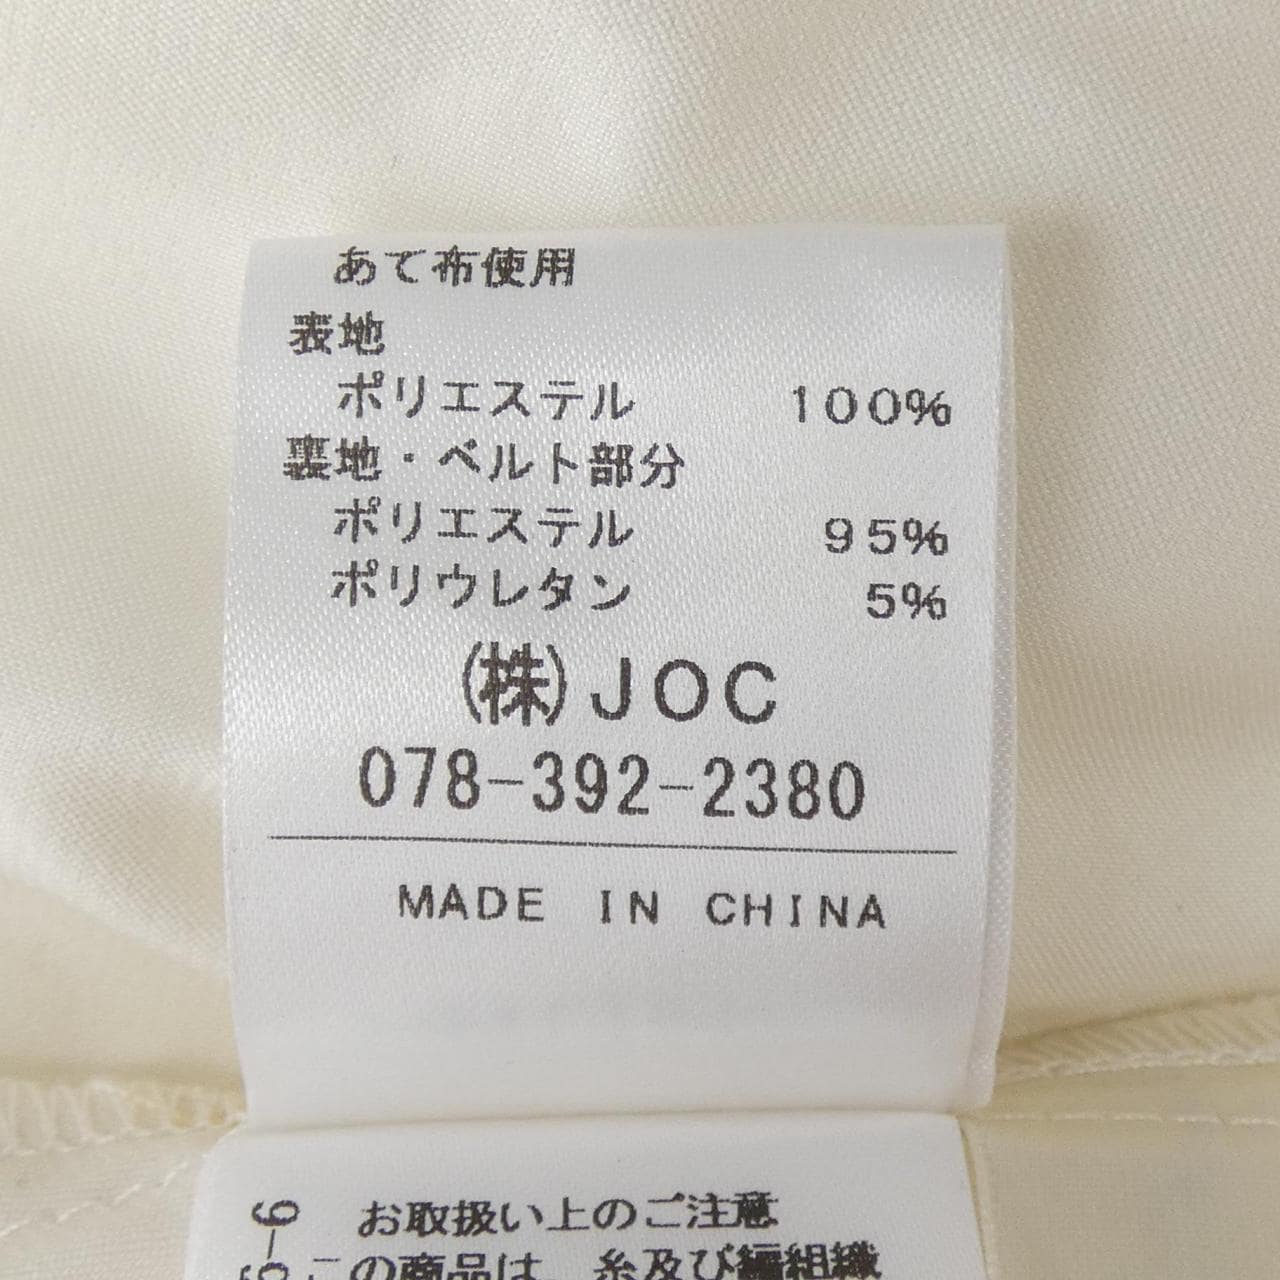 あて布使用
表地
ポリエステル 100%
裏地・ベルト部分
ポリエステル 95%
ポリウレタン 5%
(株)JOC
078-392-2380
MADE IN CHINA
お取扱い上のご注意
この商品は、糸及び編組織